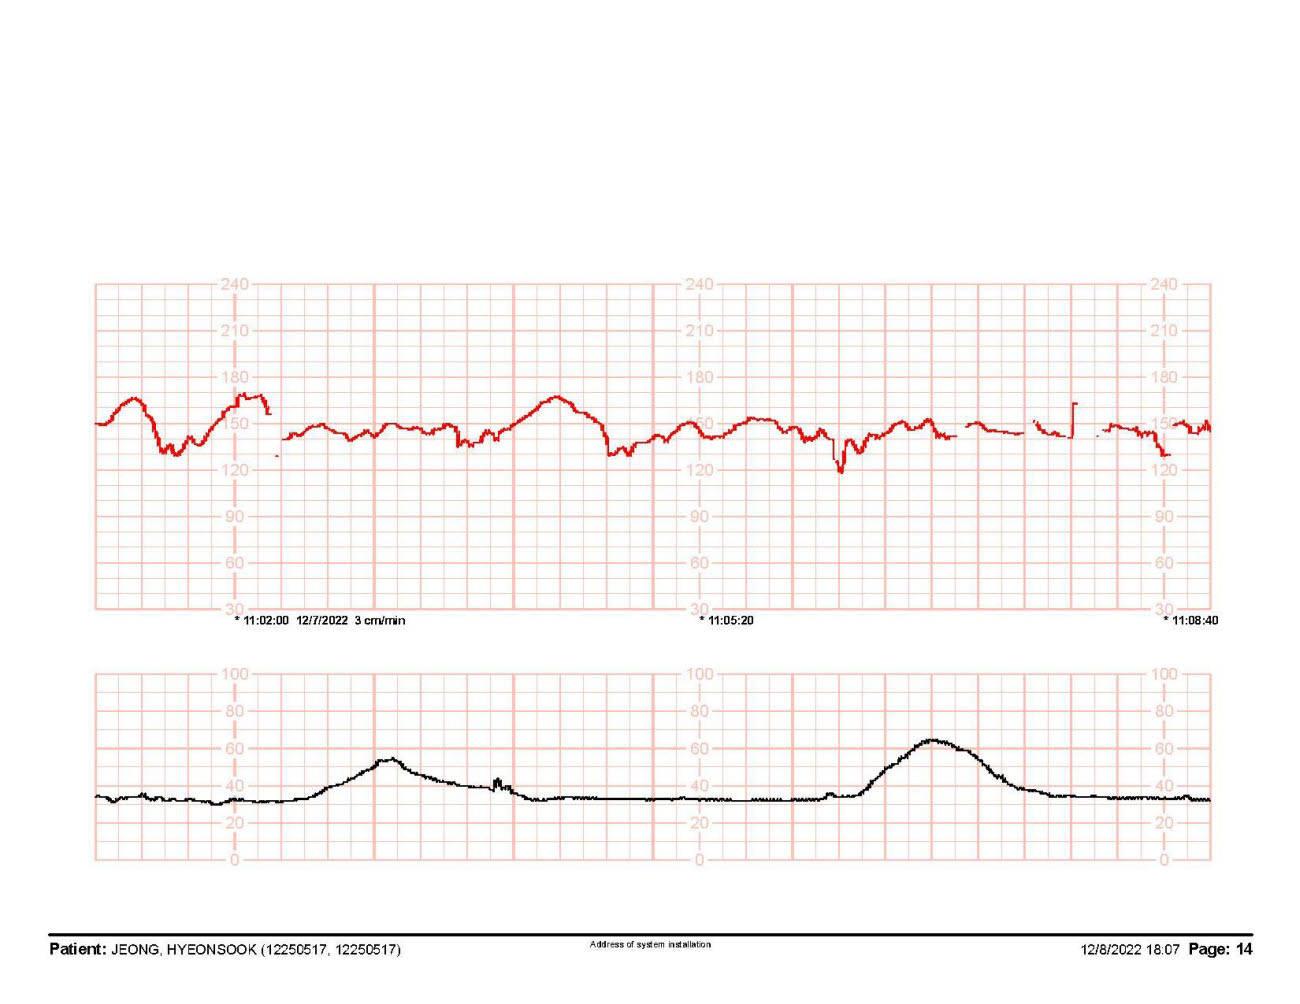 240 240 240
210 210 210
180 180 180
150 150 150
120 120 120
90 90 90
60 60 60
30 30 30
* 11:02:00 12/7/2022 3 cm/min * 11:05:20 * 11:08:40
100 100 100
80 80 80
60 60 60
40 40 40
20 20 20
0 0 0
Patient: JEONG, HYEONSOOK (12250517, 12250517) Address of system installation 12/8/2022 18:07 Page: 14